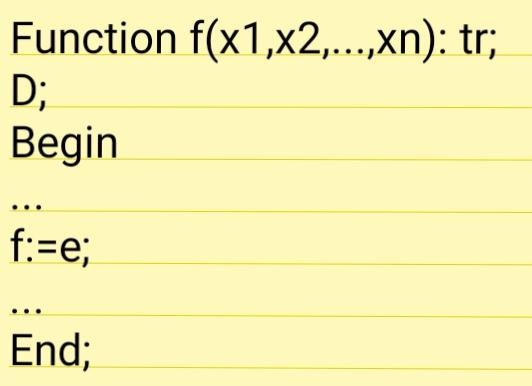 Function f(x1,x2,...,xn): tr;
D;
Begin
...
f:=e;
...
End;